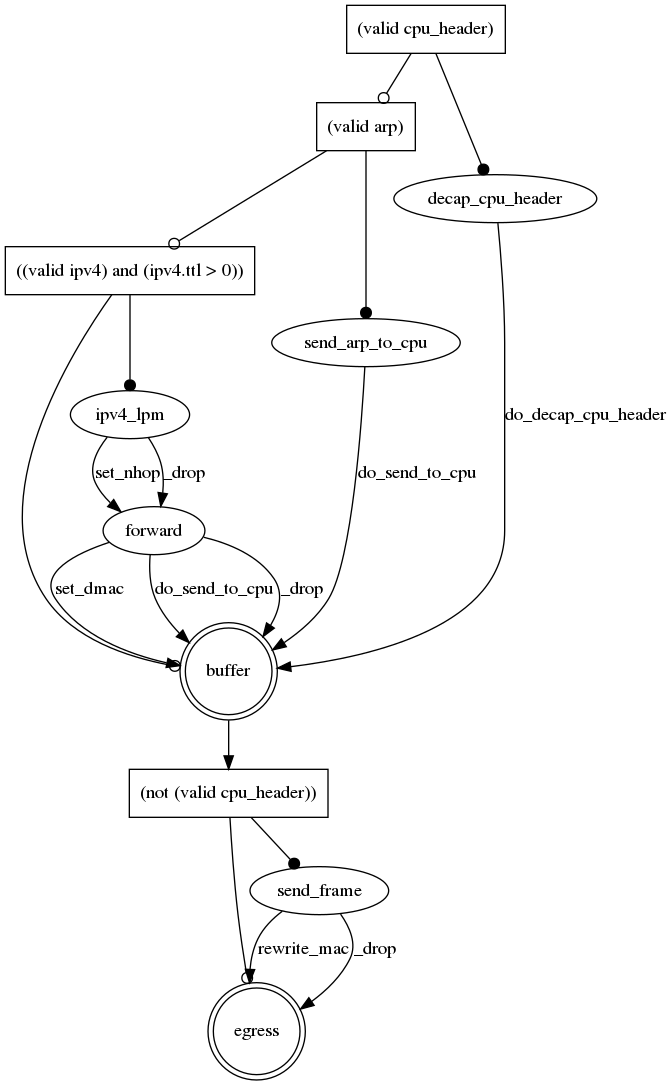 (valid cpu_header)
(valid arp)
decap_cpu_header
((valid ipv4) and (ipv4.ttl > 0))
send_arp_to_cpu
ipv4_lpm
do_decap_cpu_header
set_nhop
_drop
do_send_to_cpu
forward
set_dmac
do_send_to_cpu
_drop
buffer
(not (valid cpu_header))
send_frame
rewrite_mac
_drop
egress